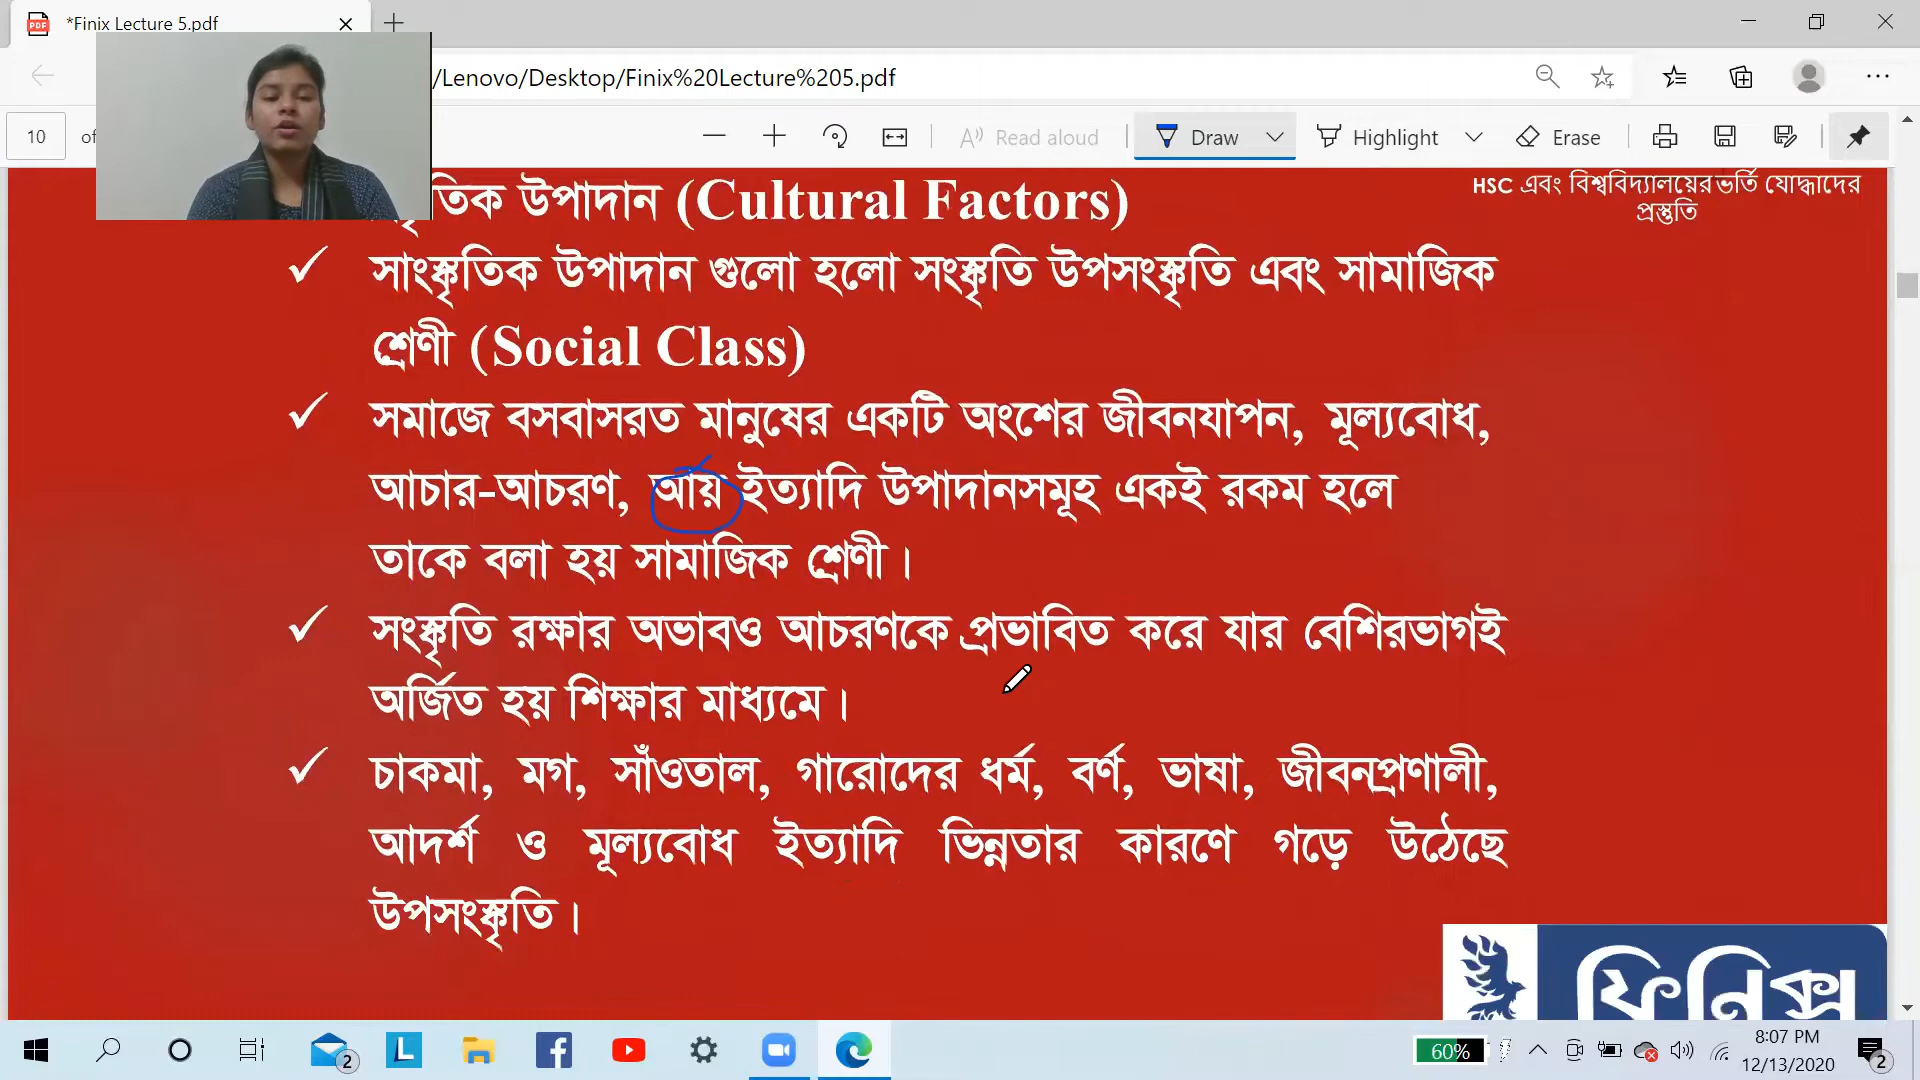 *Finix Lecture 5.pdf
/Lenovo/Desktop/Finix%20Lecture%205.pdf
10 of
Read aloud
Draw
Highlight
Erase
HSC এবং বিশ্ববিদ্যালয়ের ভর্তি যোদ্ধাদের
প্রস্তুতি
উপাদান (Cultural Factors)
✓ সাংস্কৃতিক উপাদান গুলো হলো সংস্কৃতি উপসংস্কৃতি এবং সামাজিক
শ্রেণী (Social Class)
✓ সমাজে বসবাসরত মানুষের একটি অংশের জীবনযাপন, মূল্যবোধ,
আচার-আচরণ, আয় ইত্যাদি উপাদানসমূহ একই রকম হলে
তাকে বলা হয় সামাজিক শ্রেণী।
✓ সংস্কৃতি রক্ষার অভাবও আচরণকে প্রভাবিত করে যার বেশিরভাগই
অর্জিত হয় শিক্ষার মাধ্যমে।
✓ চাকমা, মগ, সাঁওতাল, গারোদের ধর্ম, বর্ণ, ভাষা, জীবনপ্রণালী,
আদর্শ ও মূল্যবোধ ইত্যাদি ভিন্নতার কারণে গড়ে উঠেছে
উপসংস্কৃতি।
ফিনিক্স
60%
8:07 PM
12/13/2020
2
2